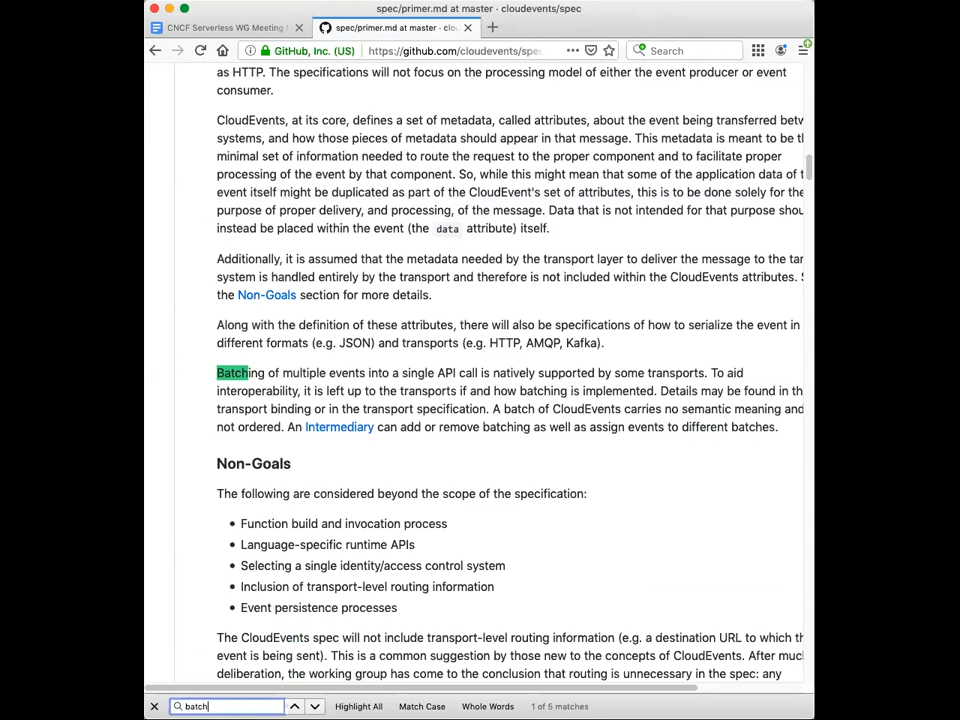 spec/primer.md at master · cloudevents/spec
CNCF Serverless WG Meeting
spec/primer.md at master · clou
GitHub, Inc. (US)
https://github.com/cloudevents/spec
Search
as HTTP. The specifications will not focus on the processing model of either the event producer or event
consumer.
CloudEvents, at its core, defines a set of metadata, called attributes, about the event being transferred betw
systems, and how those pieces of metadata should appear in that message. This metadata is meant to be th
minimal set of information needed to route the request to the proper component and to facilitate proper
processing of the event by that component. So, while this might mean that some of the application data of t
event itself might be duplicated as part of the CloudEvent's set of attributes, this is to be done solely for the
purpose of proper delivery, and processing, of the message. Data that is not intended for that purpose shou
instead be placed within the event (the data attribute) itself.
Additionally, it is assumed that the metadata needed by the transport layer to deliver the message to the tar
system is handled entirely by the transport and therefore is not included within the CloudEvents attributes. S
the Non-Goals section for more details.
Along with the definition of these attributes, there will also be specifications of how to serialize the event in
different formats (e.g. JSON) and transports (e.g. HTTP, AMQP, Kafka).
Batching of multiple events into a single API call is natively supported by some transports. To aid
interoperability, it is left up to the transports if and how batching is implemented. Details may be found in th
transport binding or in the transport specification. A batch of CloudEvents carries no semantic meaning and
not ordered. An Intermediary can add or remove batching as well as assign events to different batches.
Non-Goals
The following are considered beyond the scope of the specification:
• Function build and invocation process
• Language-specific runtime APIs
• Selecting a single identity/access control system
• Inclusion of transport-level routing information
• Event persistence processes
The CloudEvents spec will not include transport-level routing information (e.g. a destination URL to which th
event is being sent). This is a common suggestion by those new to the concepts of CloudEvents. After much
deliberation, the working group has come to the conclusion that routing is unnecessary in the spec: any
batch
Highlight All
Match Case
Whole Words
1 of 5 matches